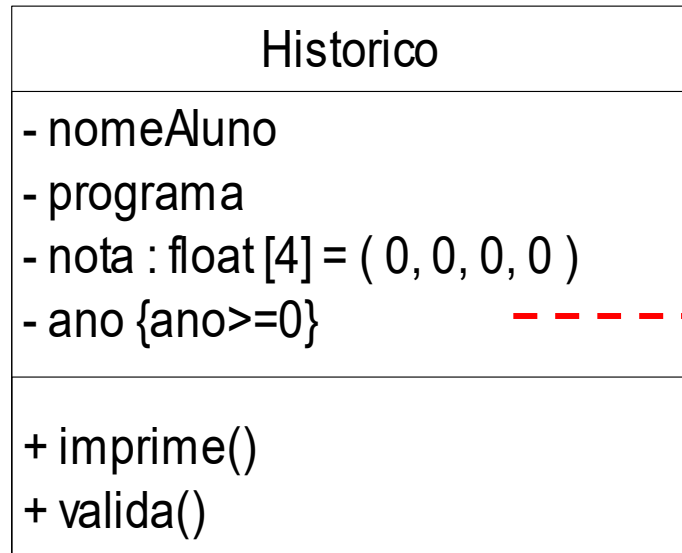 Historico
- nomeAluno
- programa
- nota : float [4] = ( 0, 0, 0, 0 )
- ano {ano>=0}
+ imprime()
+ valida()